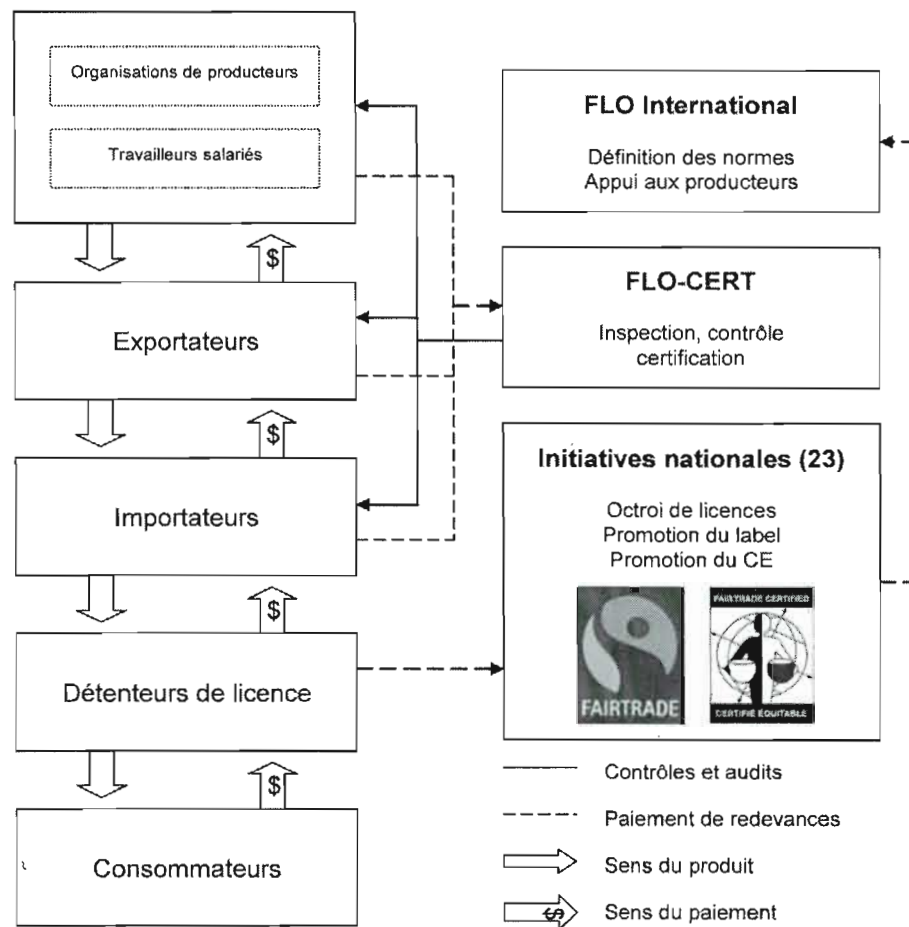 Organisations de producteurs
Travailleurs salariés
$
Exportateurs
$
Importateurs
$
Détenteurs de licence
$
Consommateurs
FLO International
Définition des normes
Appui aux producteurs
FLO-CERT
Inspection, contrôle
certification
Initiatives nationales (23)
Octroi de licences
Promotion du label
Promotion du CE
FAIRTRADE
FAIRTRADE CERTIFIED
CERTIFIÉ ÉQUITABLE
Contrôles et audits
Paiement de redevances
Sens du produit
$
Sens du paiement